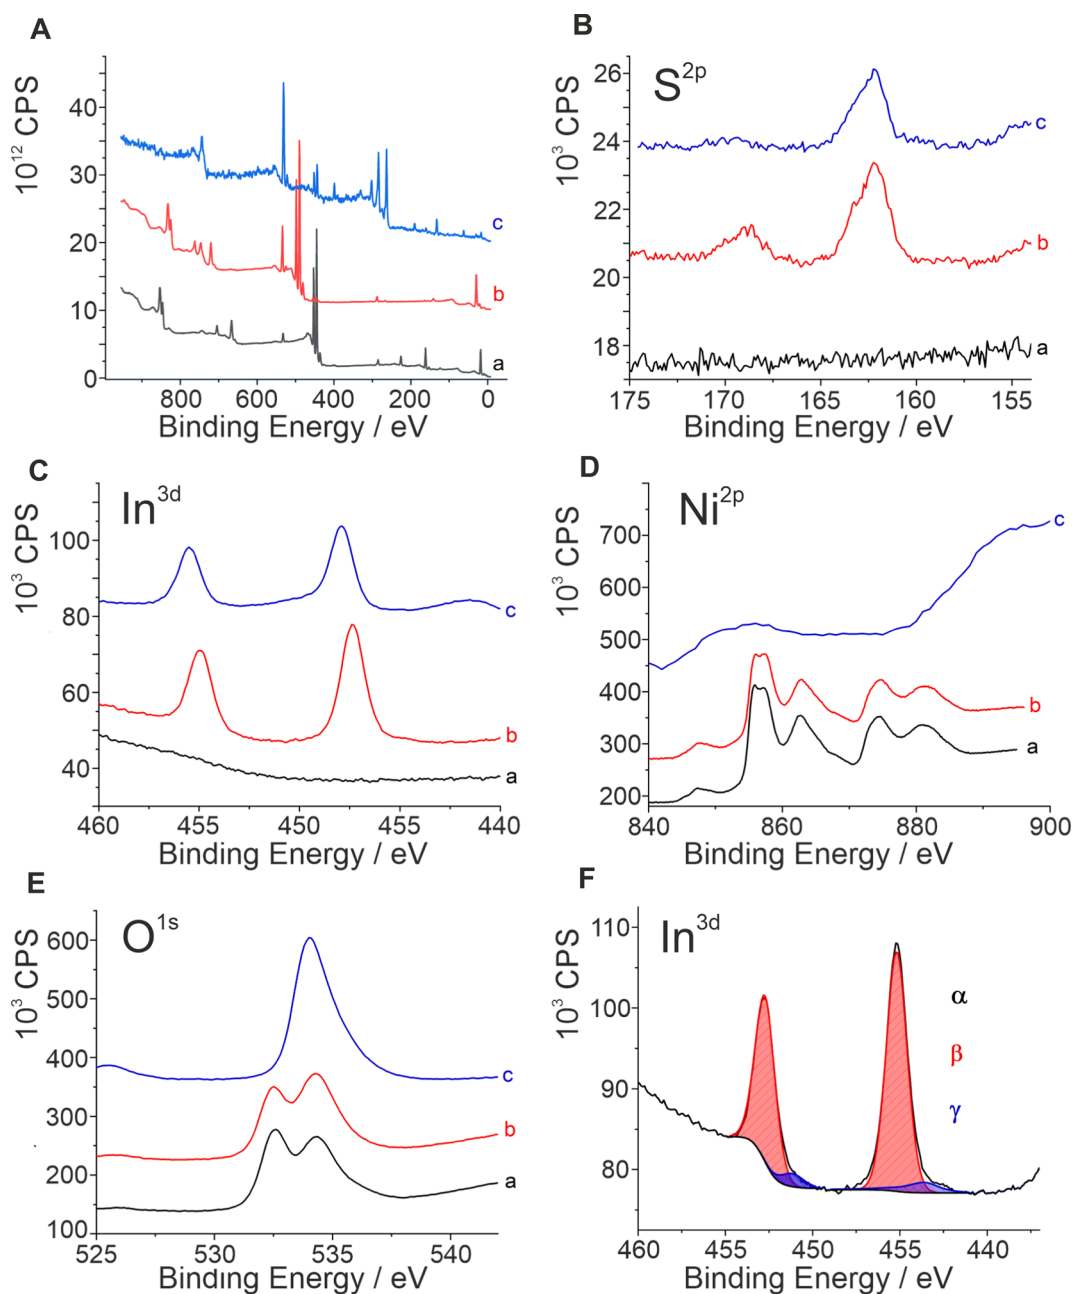 A
10¹² CPS
40
30
20
10
0
c
b
a
800 600 400 200 0
Binding Energy / eV
B
S²ᵖ
10³ CPS
26
24
22
20
18
c
b
a
175 170 165 160 155
Binding Energy / eV
C
In³ᵈ
10³ CPS
100
80
60
40
c
b
a
460 455 450 455 440
Binding Energy / eV
D
Ni²ᵖ
10³ CPS
700
600
500
400
300
200
c
b
a
840 860 880 900
Binding Energy / eV
E
O¹ˢ
10³ CPS
600
500
400
300
200
100
c
b
a
525 530 535 540
Binding Energy / eV
F
In³ᵈ
10³ CPS
110
100
90
80
α
β
γ
460 455 450 455 440
Binding Energy / eV